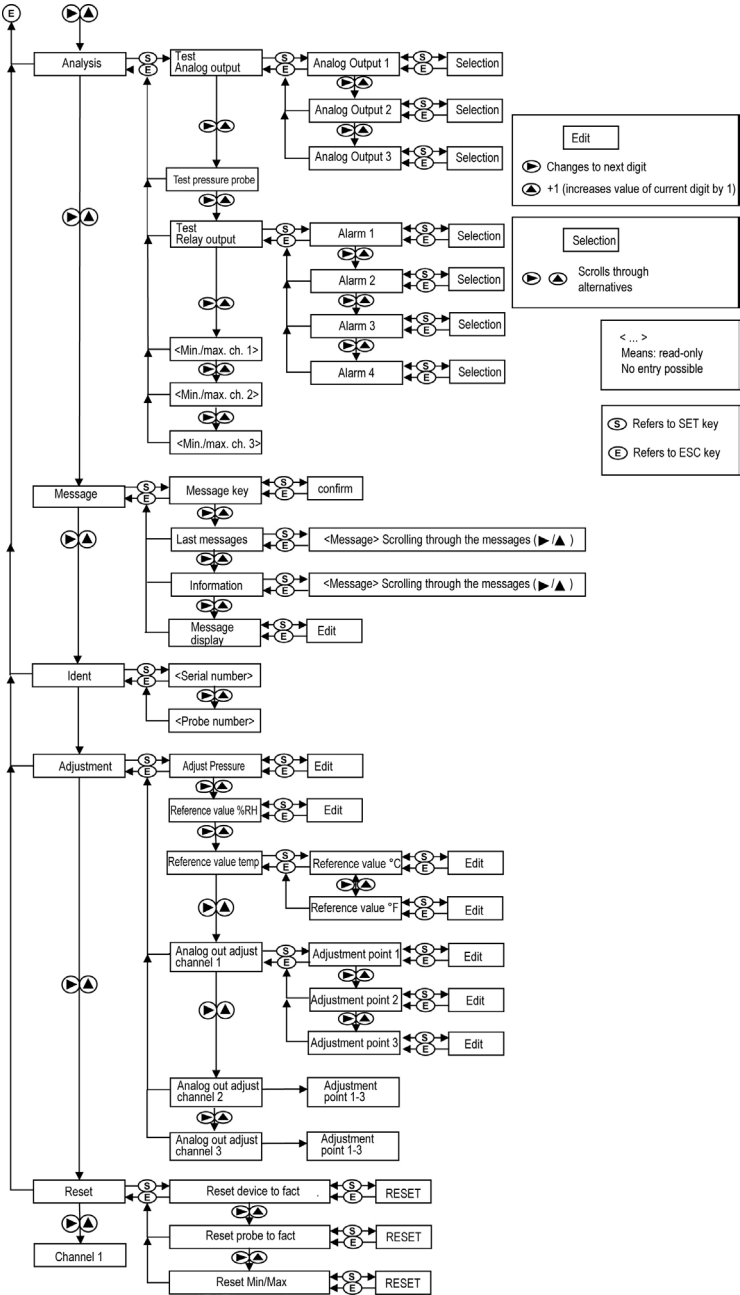 E
Analysis
S
E
Test
Analog output
S
E
Analog Output 1
S
E
Selection
Analog Output 2
S
E
Selection
Analog Output 3
S
E
Selection
Test pressure probe
Test
Relay output
S
E
Alarm 1
S
E
Selection
Alarm 2
S
E
Selection
Alarm 3
S
E
Selection
Alarm 4
S
E
Selection
<Min./max. ch. 1>
<Min./max. ch. 2>
<Min./max. ch. 3>
Edit
Changes to next digit
+1 (increases value of current digit by 1)
Selection
Scrolls through
alternatives
< ... >
Means: read-only
No entry possible
S Refers to SET key
E Refers to ESC key
Message
S
E
Message key
S
E
confirm
Last messages
S
E
<Message> Scrolling through the messages (▶/▲ )
Information
S
E
<Message> Scrolling through the messages (▶/▲ )
Message
display
S
E
Edit
Ident
S
E
<Serial number>
<Probe number>
Adjustment
S
E
Adjust Pressure
S
E
Edit
Reference value %RH
S
E
Edit
Reference value temp
S
E
Reference value °C
S
E
Edit
Reference value °F
S
E
Edit
Analog out adjust
channel 1
S
E
Adjustment point 1
S
E
Edit
Adjustment point 2
S
E
Edit
Adjustment point 3
S
E
Edit
Analog out adjust
channel 2
Adjustment
point 1-3
Analog out adjust
channel 3
Adjustment
point 1-3
Reset
S
E
Reset device to fact .
S
E
RESET
Reset probe to fact
S
E
RESET
Reset Min/Max
S
E
RESET
Channel 1